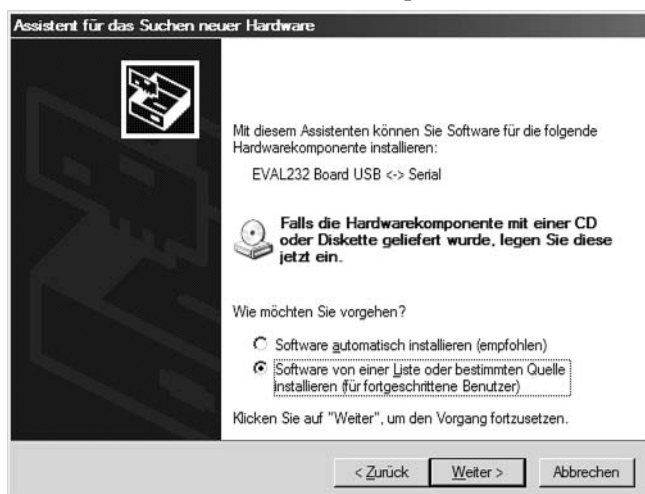 Assistent für das Suchen neuer Hardware
Mit diesem Assistenten können Sie Software für die folgende
Hardwarekomponente installieren:
EVAL232 Board USB <-> Serial
Falls die Hardwarekomponente mit einer CD
oder Diskette geliefert wurde, legen Sie diese
jetzt ein.
Wie möchten Sie vorgehen?
Software automatisch installieren (empfohlen)
Software von einer Liste oder bestimmten Quelle
installieren (für fortgeschrittene Benutzer)
Klicken Sie auf "Weiter", um den Vorgang fortzusetzen.
< Zurück Weiter > Abbrechen